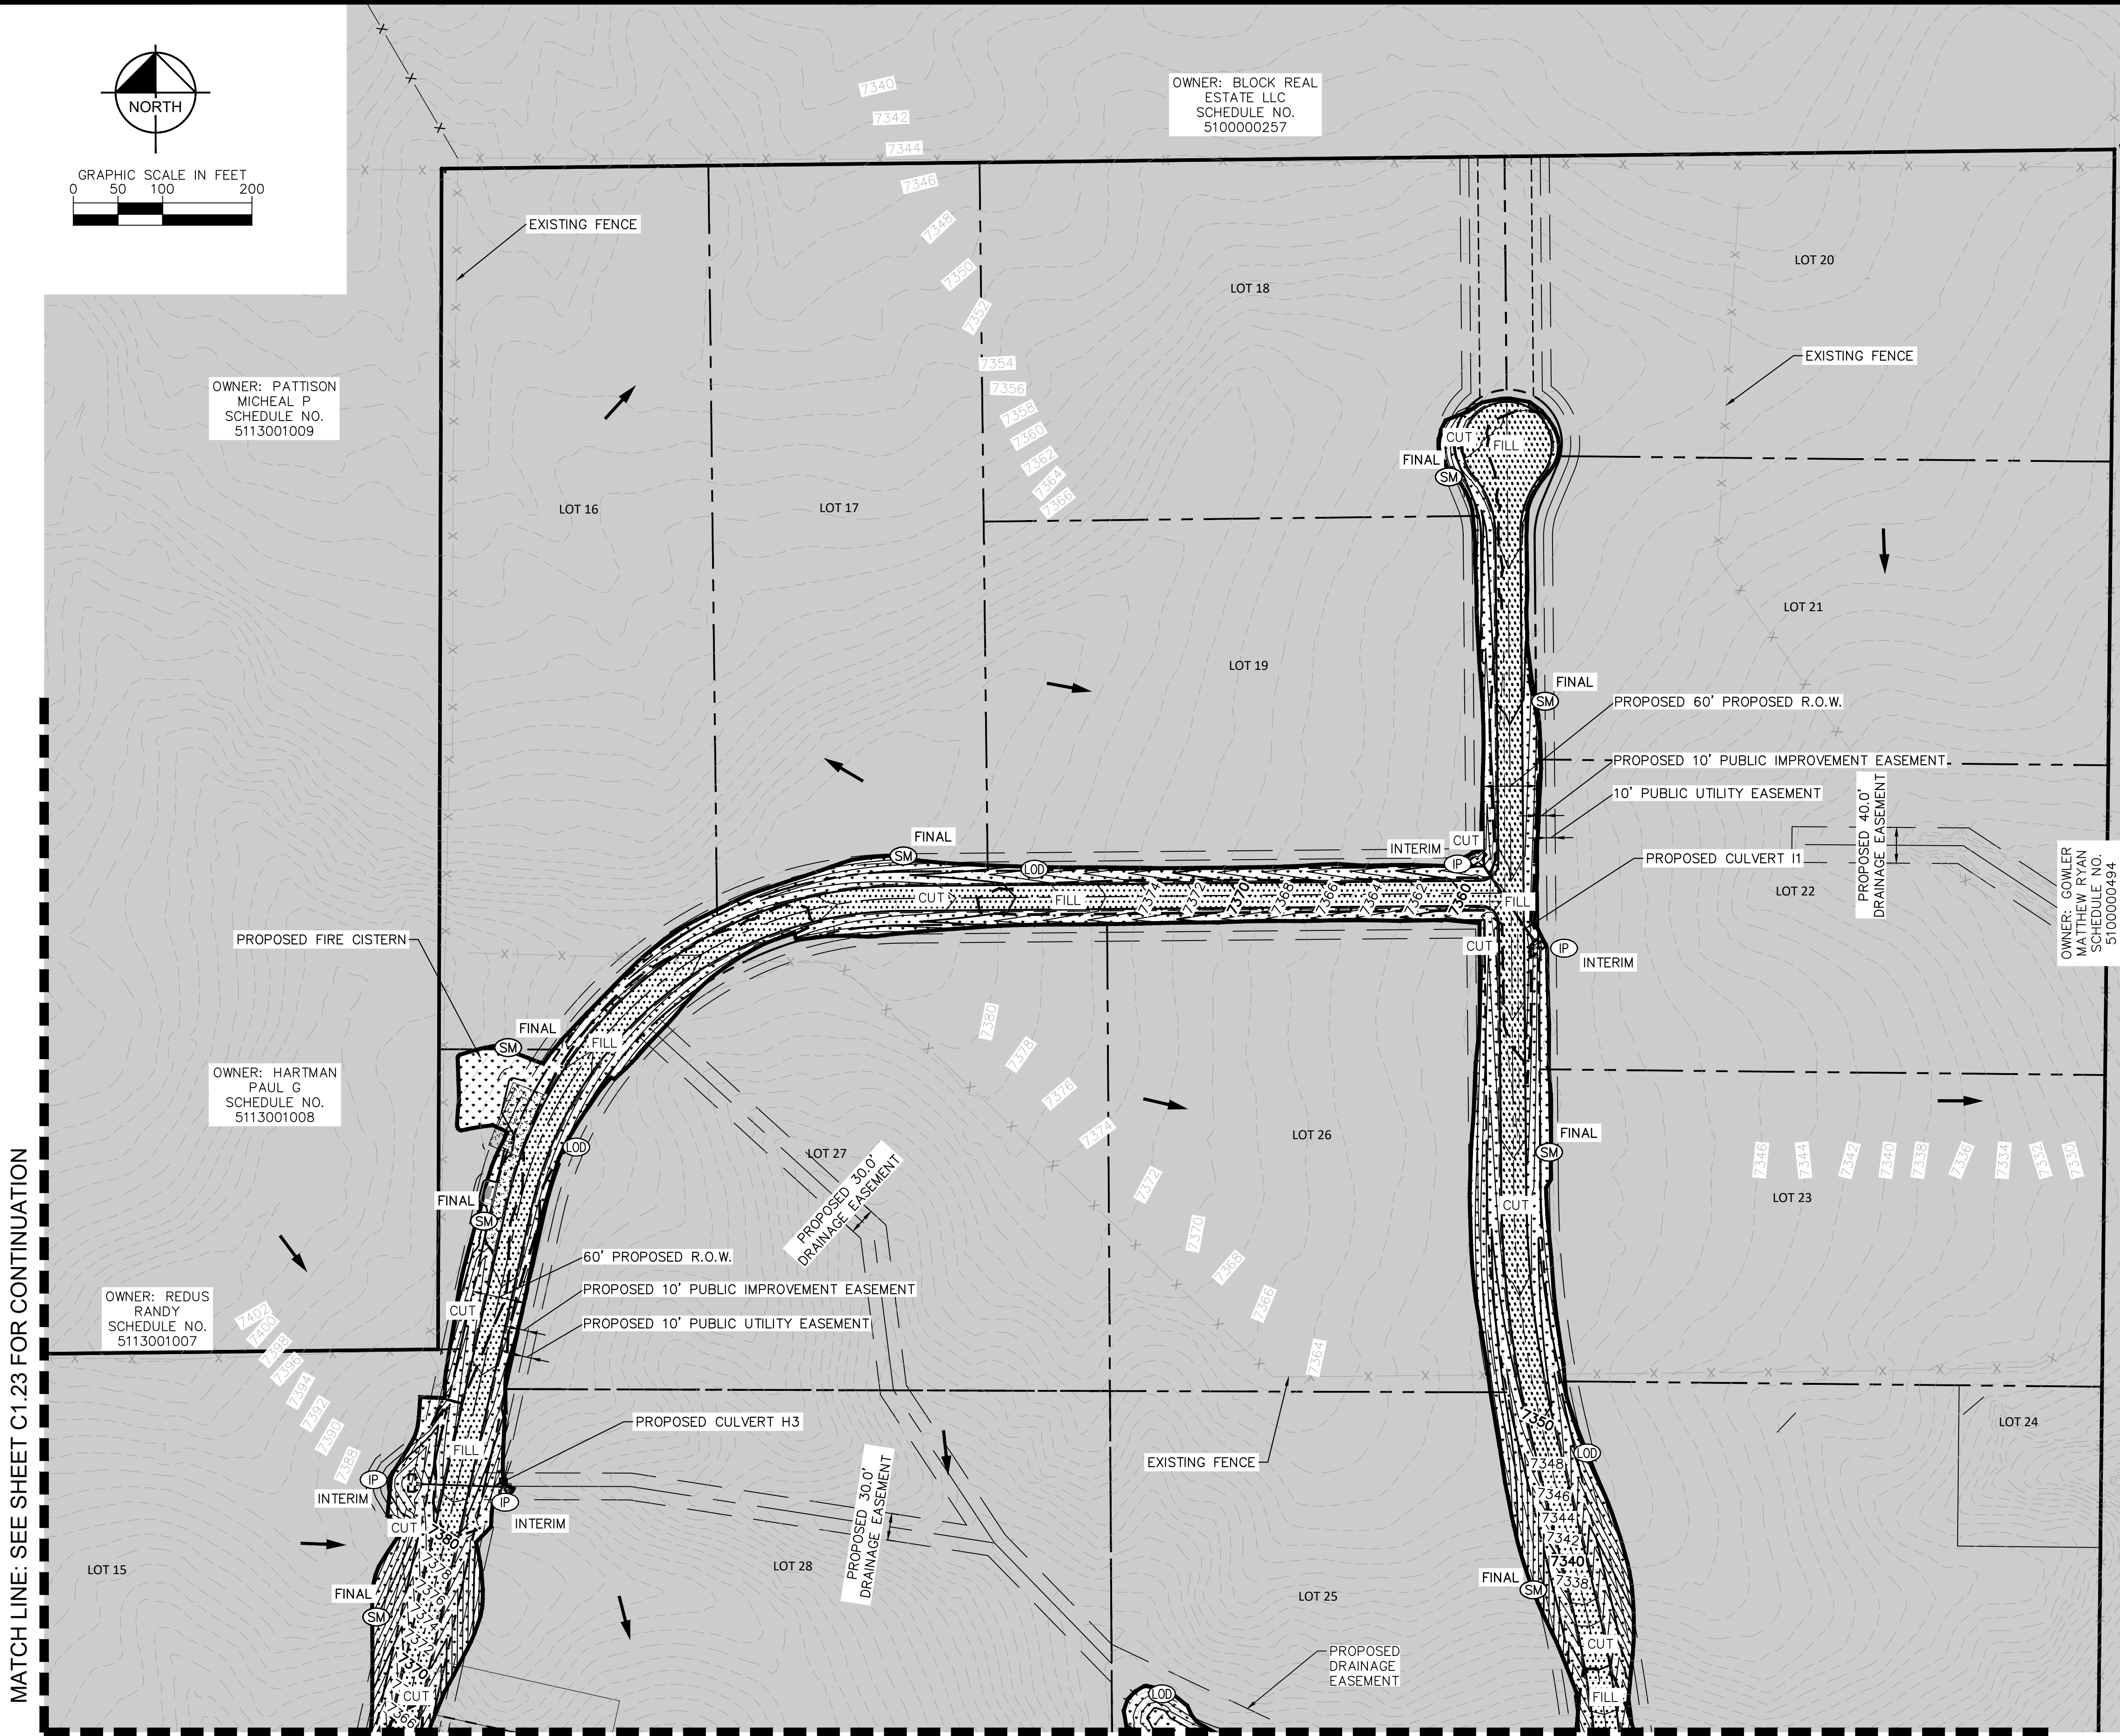 NORTH
GRAPHIC SCALE IN FEET
0 50 100 200
OWNER: BLOCK REAL
ESTATE LLC
SCHEDULE NO.
5100000257
7340
7342
7344
7346
7348
7350
7352
7354
7356
7358
7360
7362
7364
7366
EXISTING FENCE
LOT 20
LOT 18
EXISTING FENCE
OWNER: PATTISON
MICHEAL P
SCHEDULE NO.
5113001009
CUT
FILL
FINAL
SM
LOT 16
LOT 17
LOT 21
LOT 19
FINAL
SM
PROPOSED 60' PROPOSED R.O.W.
PROPOSED 10' PUBLIC IMPROVEMENT EASEMENT
10' PUBLIC UTILITY EASEMENT
PROPOSED 40.0'
DRAINAGE EASEMENT
FINAL
SM
LOD
INTERIM
IP
CUT
PROPOSED CULVERT I1
LOT 22
OWNER: GOWLER
MATTHEW RYAN
SCHEDULE NO.
5100000494
CUT
FILL
7374
7372
7370
7368
7366
7364
7362
7360
FILL
CUT
IP
INTERIM
PROPOSED FIRE CISTERN
FINAL
SM
FILL
7380
7378
7376
7374
7372
7370
7368
7366
7364
OWNER: HARTMAN
PAUL G
SCHEDULE NO.
5113001008
LOD
LOT 27
LOT 26
FINAL
SM
PROPOSED 30.0'
DRAINAGE EASEMENT
7346
7344
7342
7340
7338
7336
7334
7332
7330
FINAL
SM
CUT
LOT 23
60' PROPOSED R.O.W.
PROPOSED 10' PUBLIC IMPROVEMENT EASEMENT
PROPOSED 10' PUBLIC UTILITY EASEMENT
CUT
OWNER: REDUS
RANDY
SCHEDULE NO.
5113001007
7402
7400
7398
7396
7394
7392
7390
7388
MATCH LINE: SEE SHEET C1.23 FOR CONTINUATION
PROPOSED CULVERT H3
FILL
IP
INTERIM
IP
INTERIM
CUT
EXISTING FENCE
LOT 24
7350
LOD
7348
7346
7344
7342
7340
7338
PROPOSED 30.0'
DRAINAGE EASEMENT
7380
7378
7376
7374
7372
7370
7366
LOT 15
LOT 28
LOT 25
FINAL
SM
FINAL
SM
CUT
CUT
FILL
PROPOSED
DRAINAGE
EASEMENT
LOD